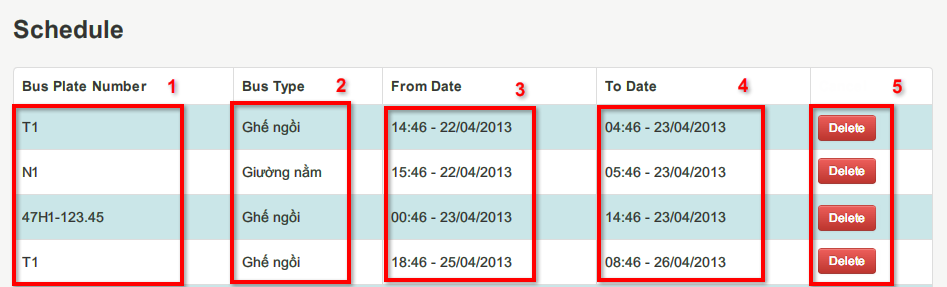 Schedule
Bus Plate Number 1 Bus Type 2 From Date 3 To Date 4 5
T1 Ghế ngồi 14:46 - 22/04/2013 04:46 - 23/04/2013 Delete
N1 Giường nằm 15:46 - 22/04/2013 05:46 - 23/04/2013 Delete
47H1-123.45 Ghế ngồi 00:46 - 23/04/2013 14:46 - 23/04/2013 Delete
T1 Ghế ngồi 18:46 - 25/04/2013 08:46 - 26/04/2013 Delete